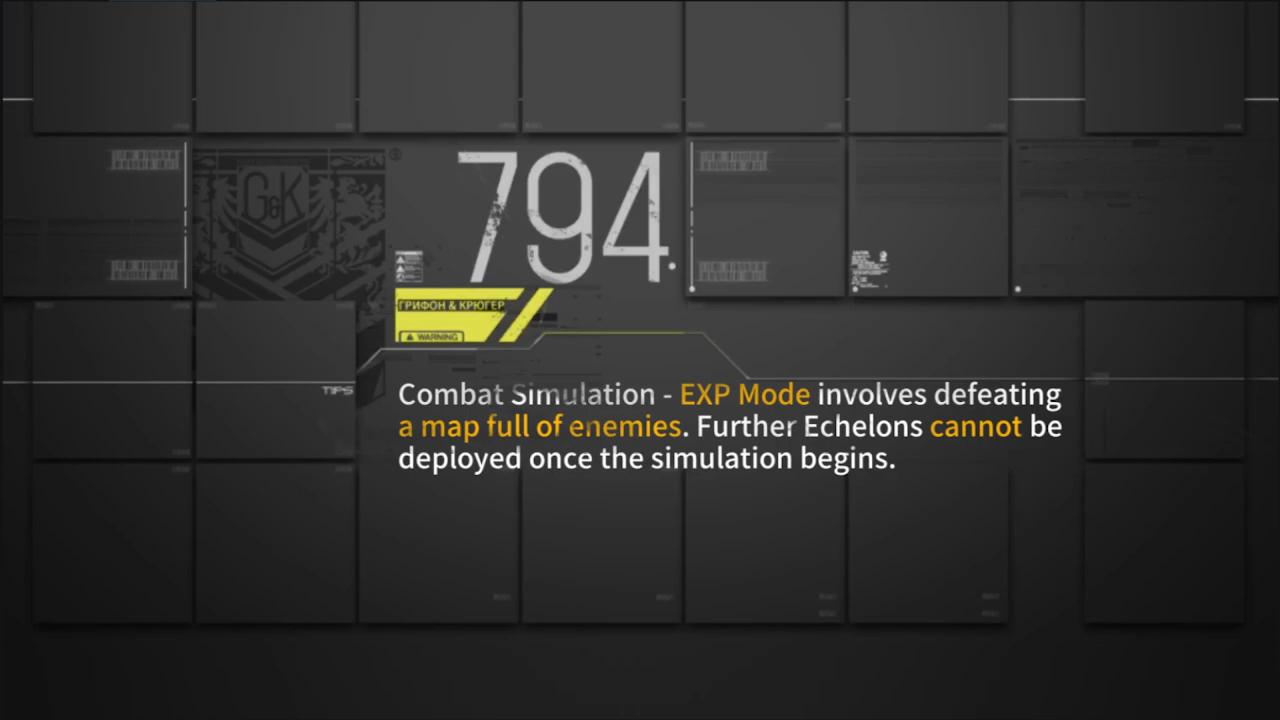 G&K
794.
ГРИФОН & КРЮГЕР
WARNING
TIPS
Combat Simulation - EXP Mode involves defeating
a map full of enemies. Further Echelons cannot be
deployed once the simulation begins.